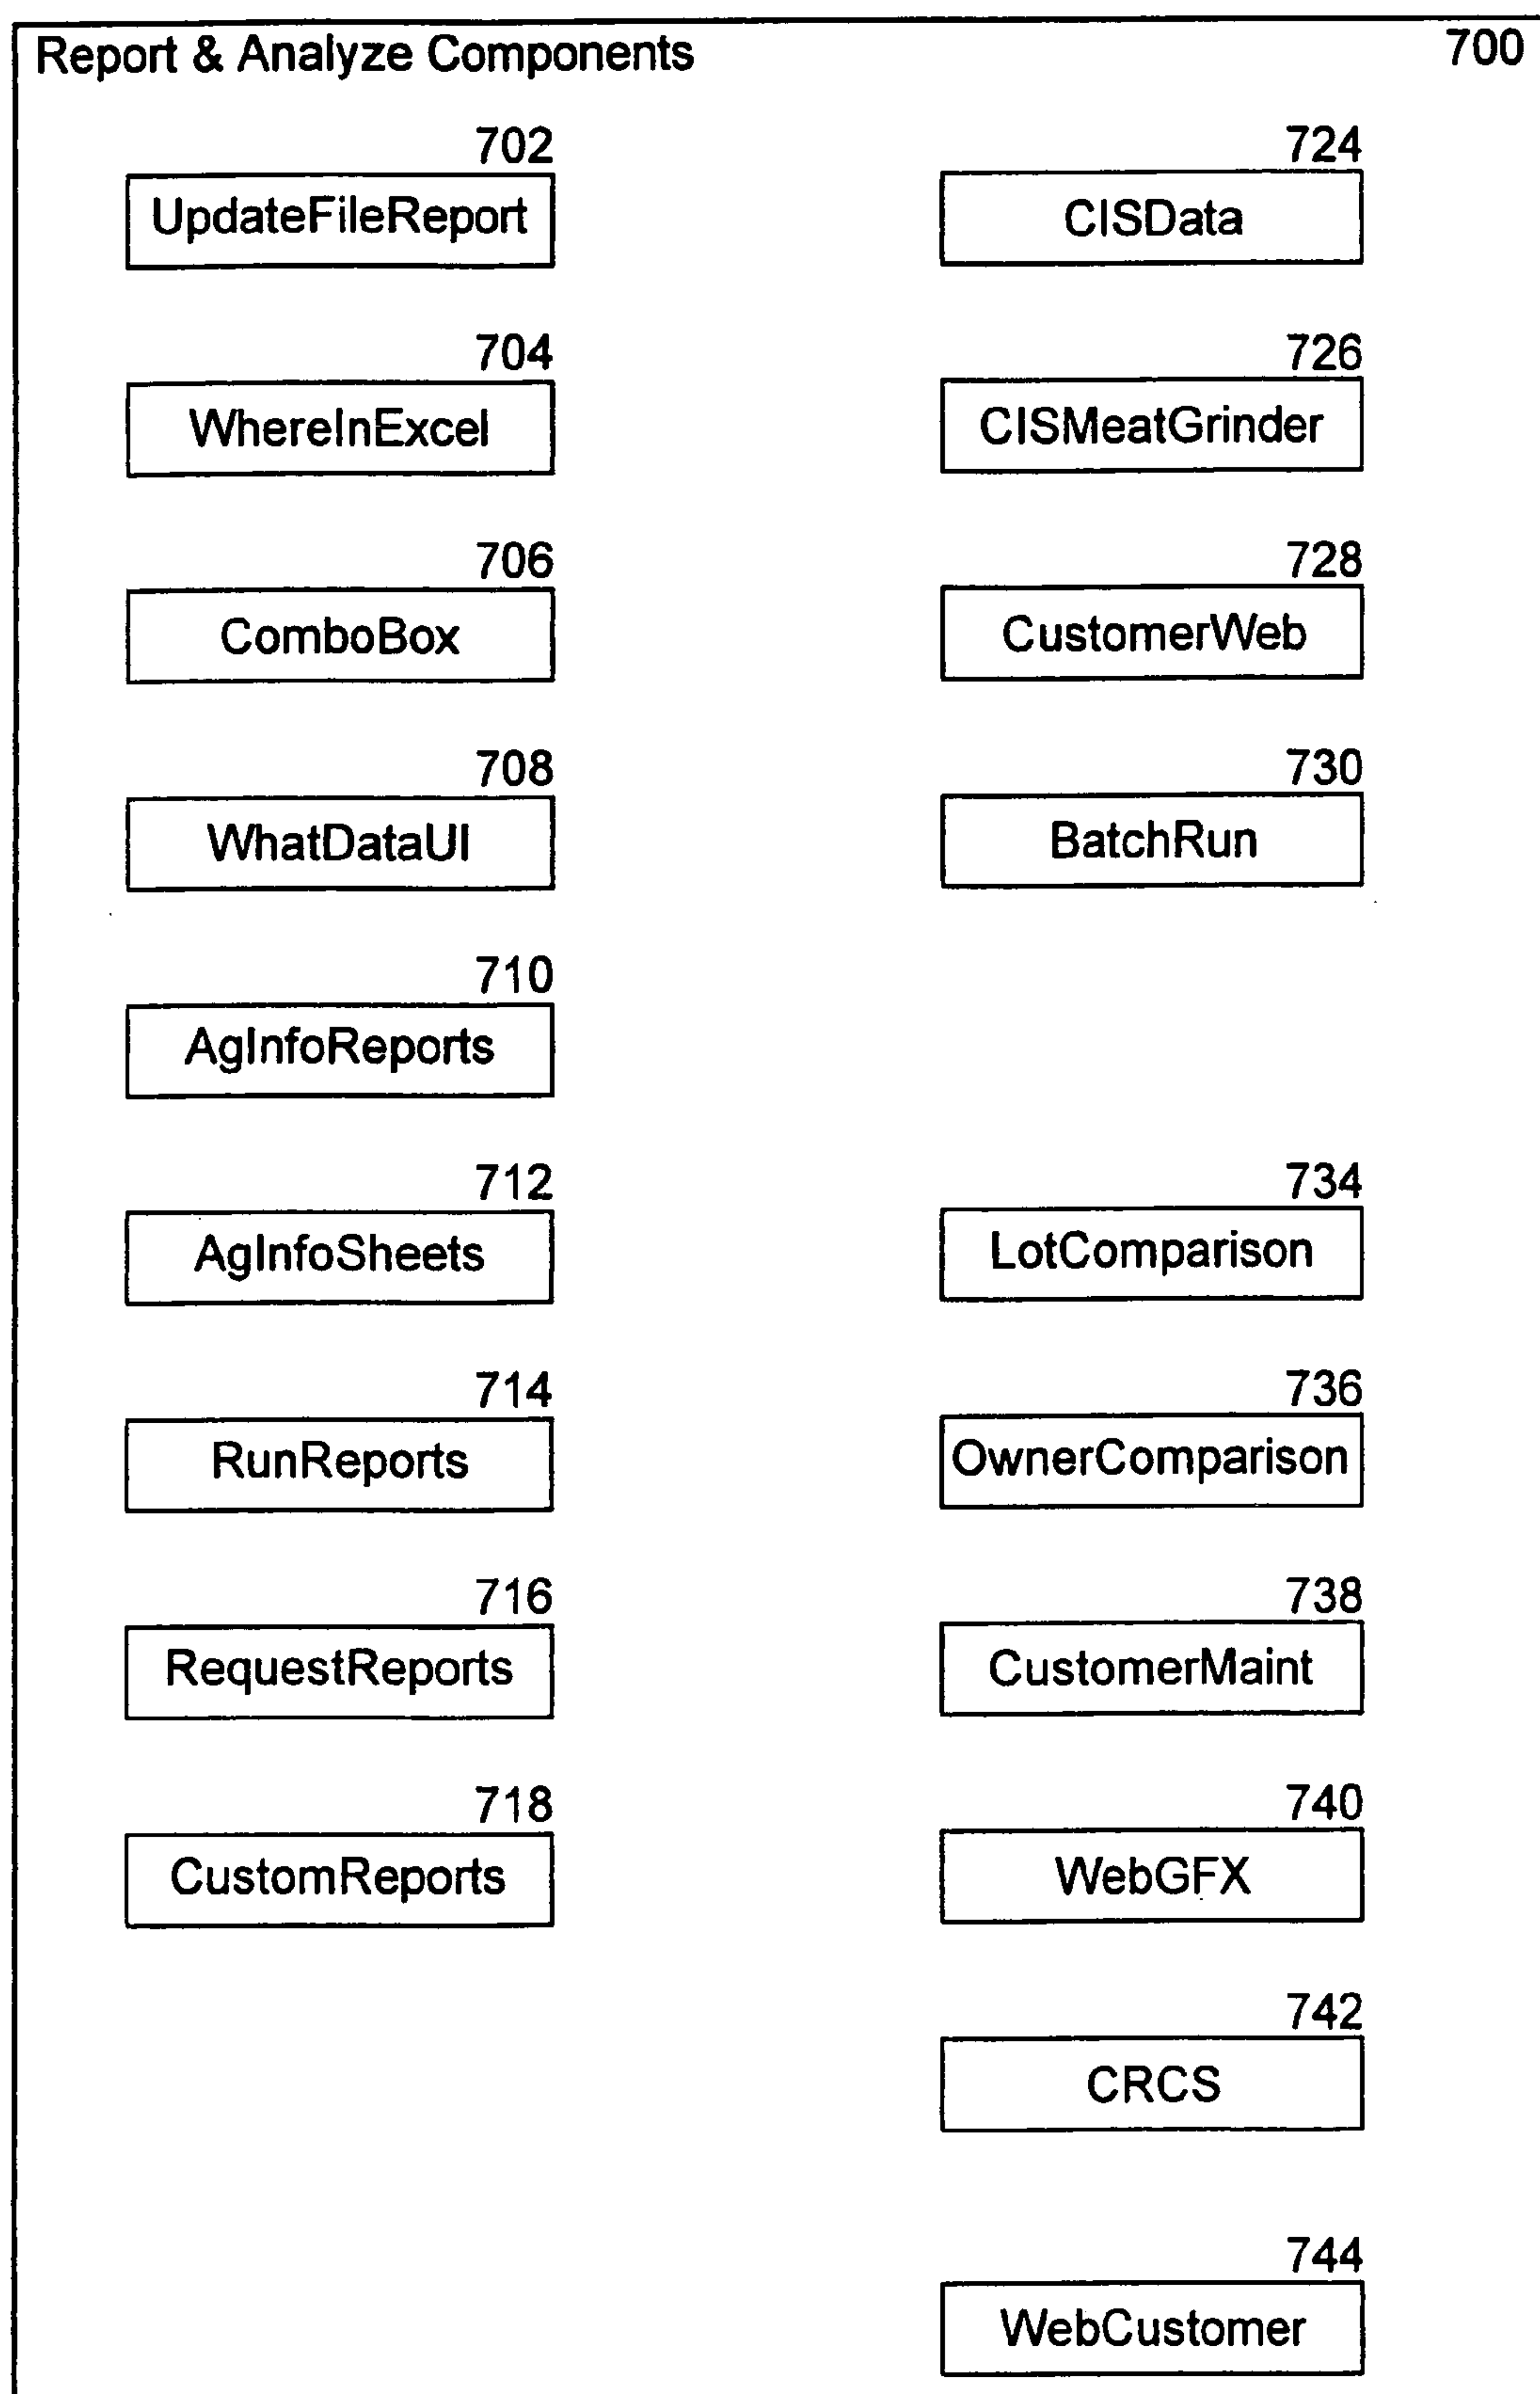 Report & Analyze Components 700
702
UpdateFileReport
704
WhereInExcel
706
ComboBox
708
WhatDataUI
710
AgInfoReports
712
AgInfoSheets
714
RunReports
716
RequestReports
718
CustomReports
724
CISData
726
CISMeatGrinder
728
CustomerWeb
730
BatchRun
734
LotComparison
736
OwnerComparison
738
CustomerMaint
740
WebGFX
742
CRCS
744
WebCustomer